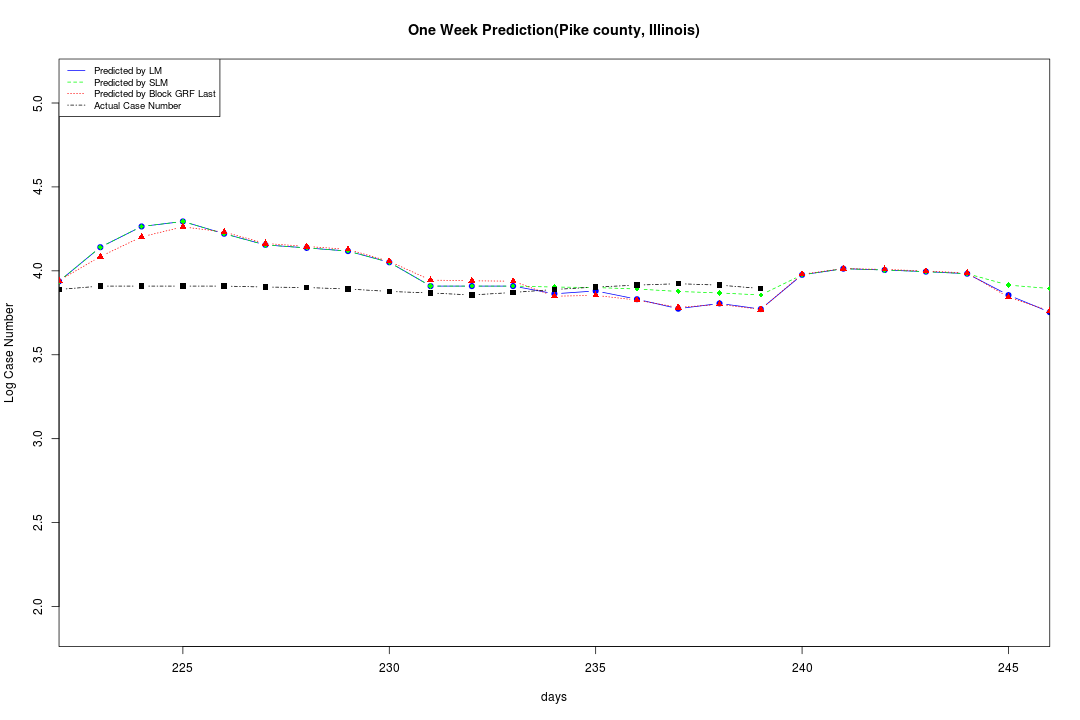 One Week Prediction(Pike county, Illinois)
Predicted by LM
Predicted by SLM
Predicted by Block GRF Last
Actual Case Number
5.0
4.5
4.0
3.5
3.0
2.5
2.0
Log Case Number
225 230 235 240 245
days